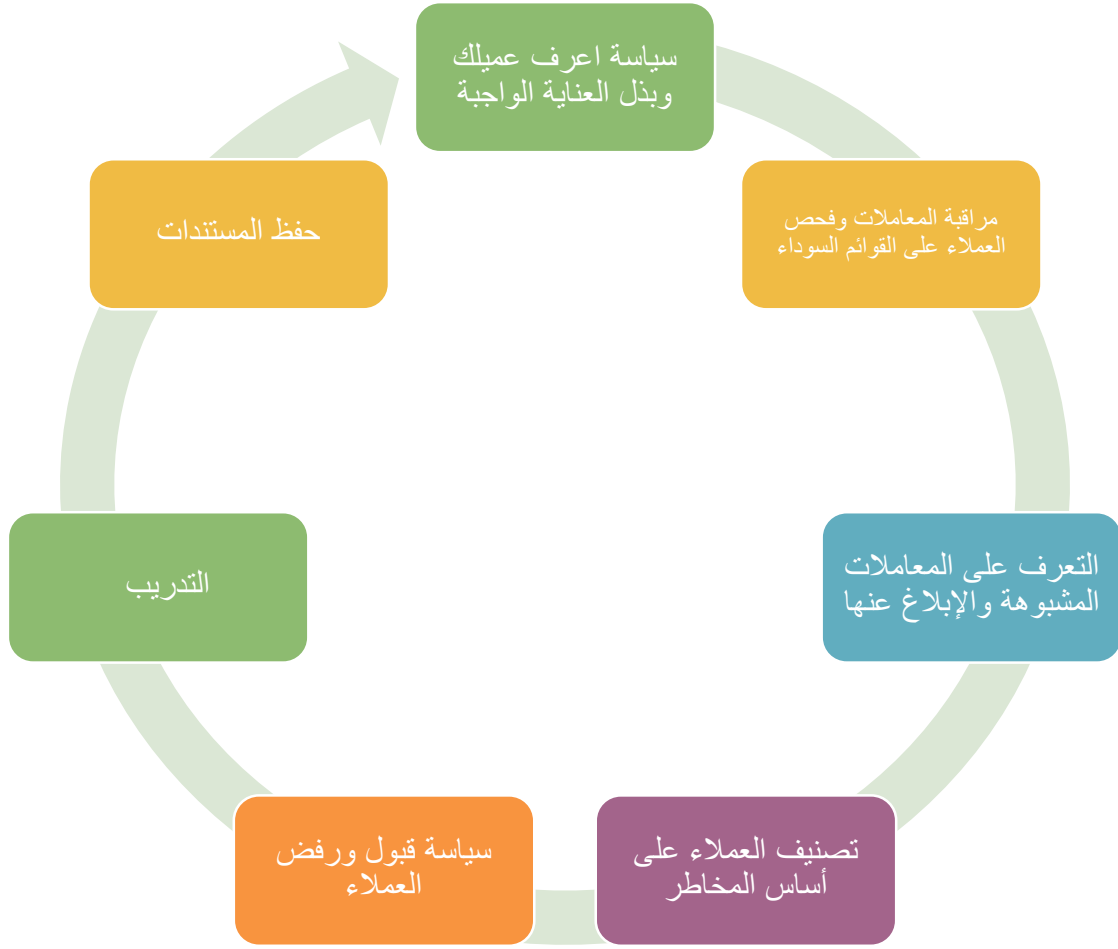 سياسة اعرف عميلك
وبذل العناية الواجبة
مراقبة المعاملات وفحص
العملاء على القوائم السوداء
التعرف على المعاملات
المشبوهة والإبلاغ عنها
تصنيف العملاء على
أساس المخاطر
سياسة قبول ورفض
العملاء
التدريب
حفظ المستندات